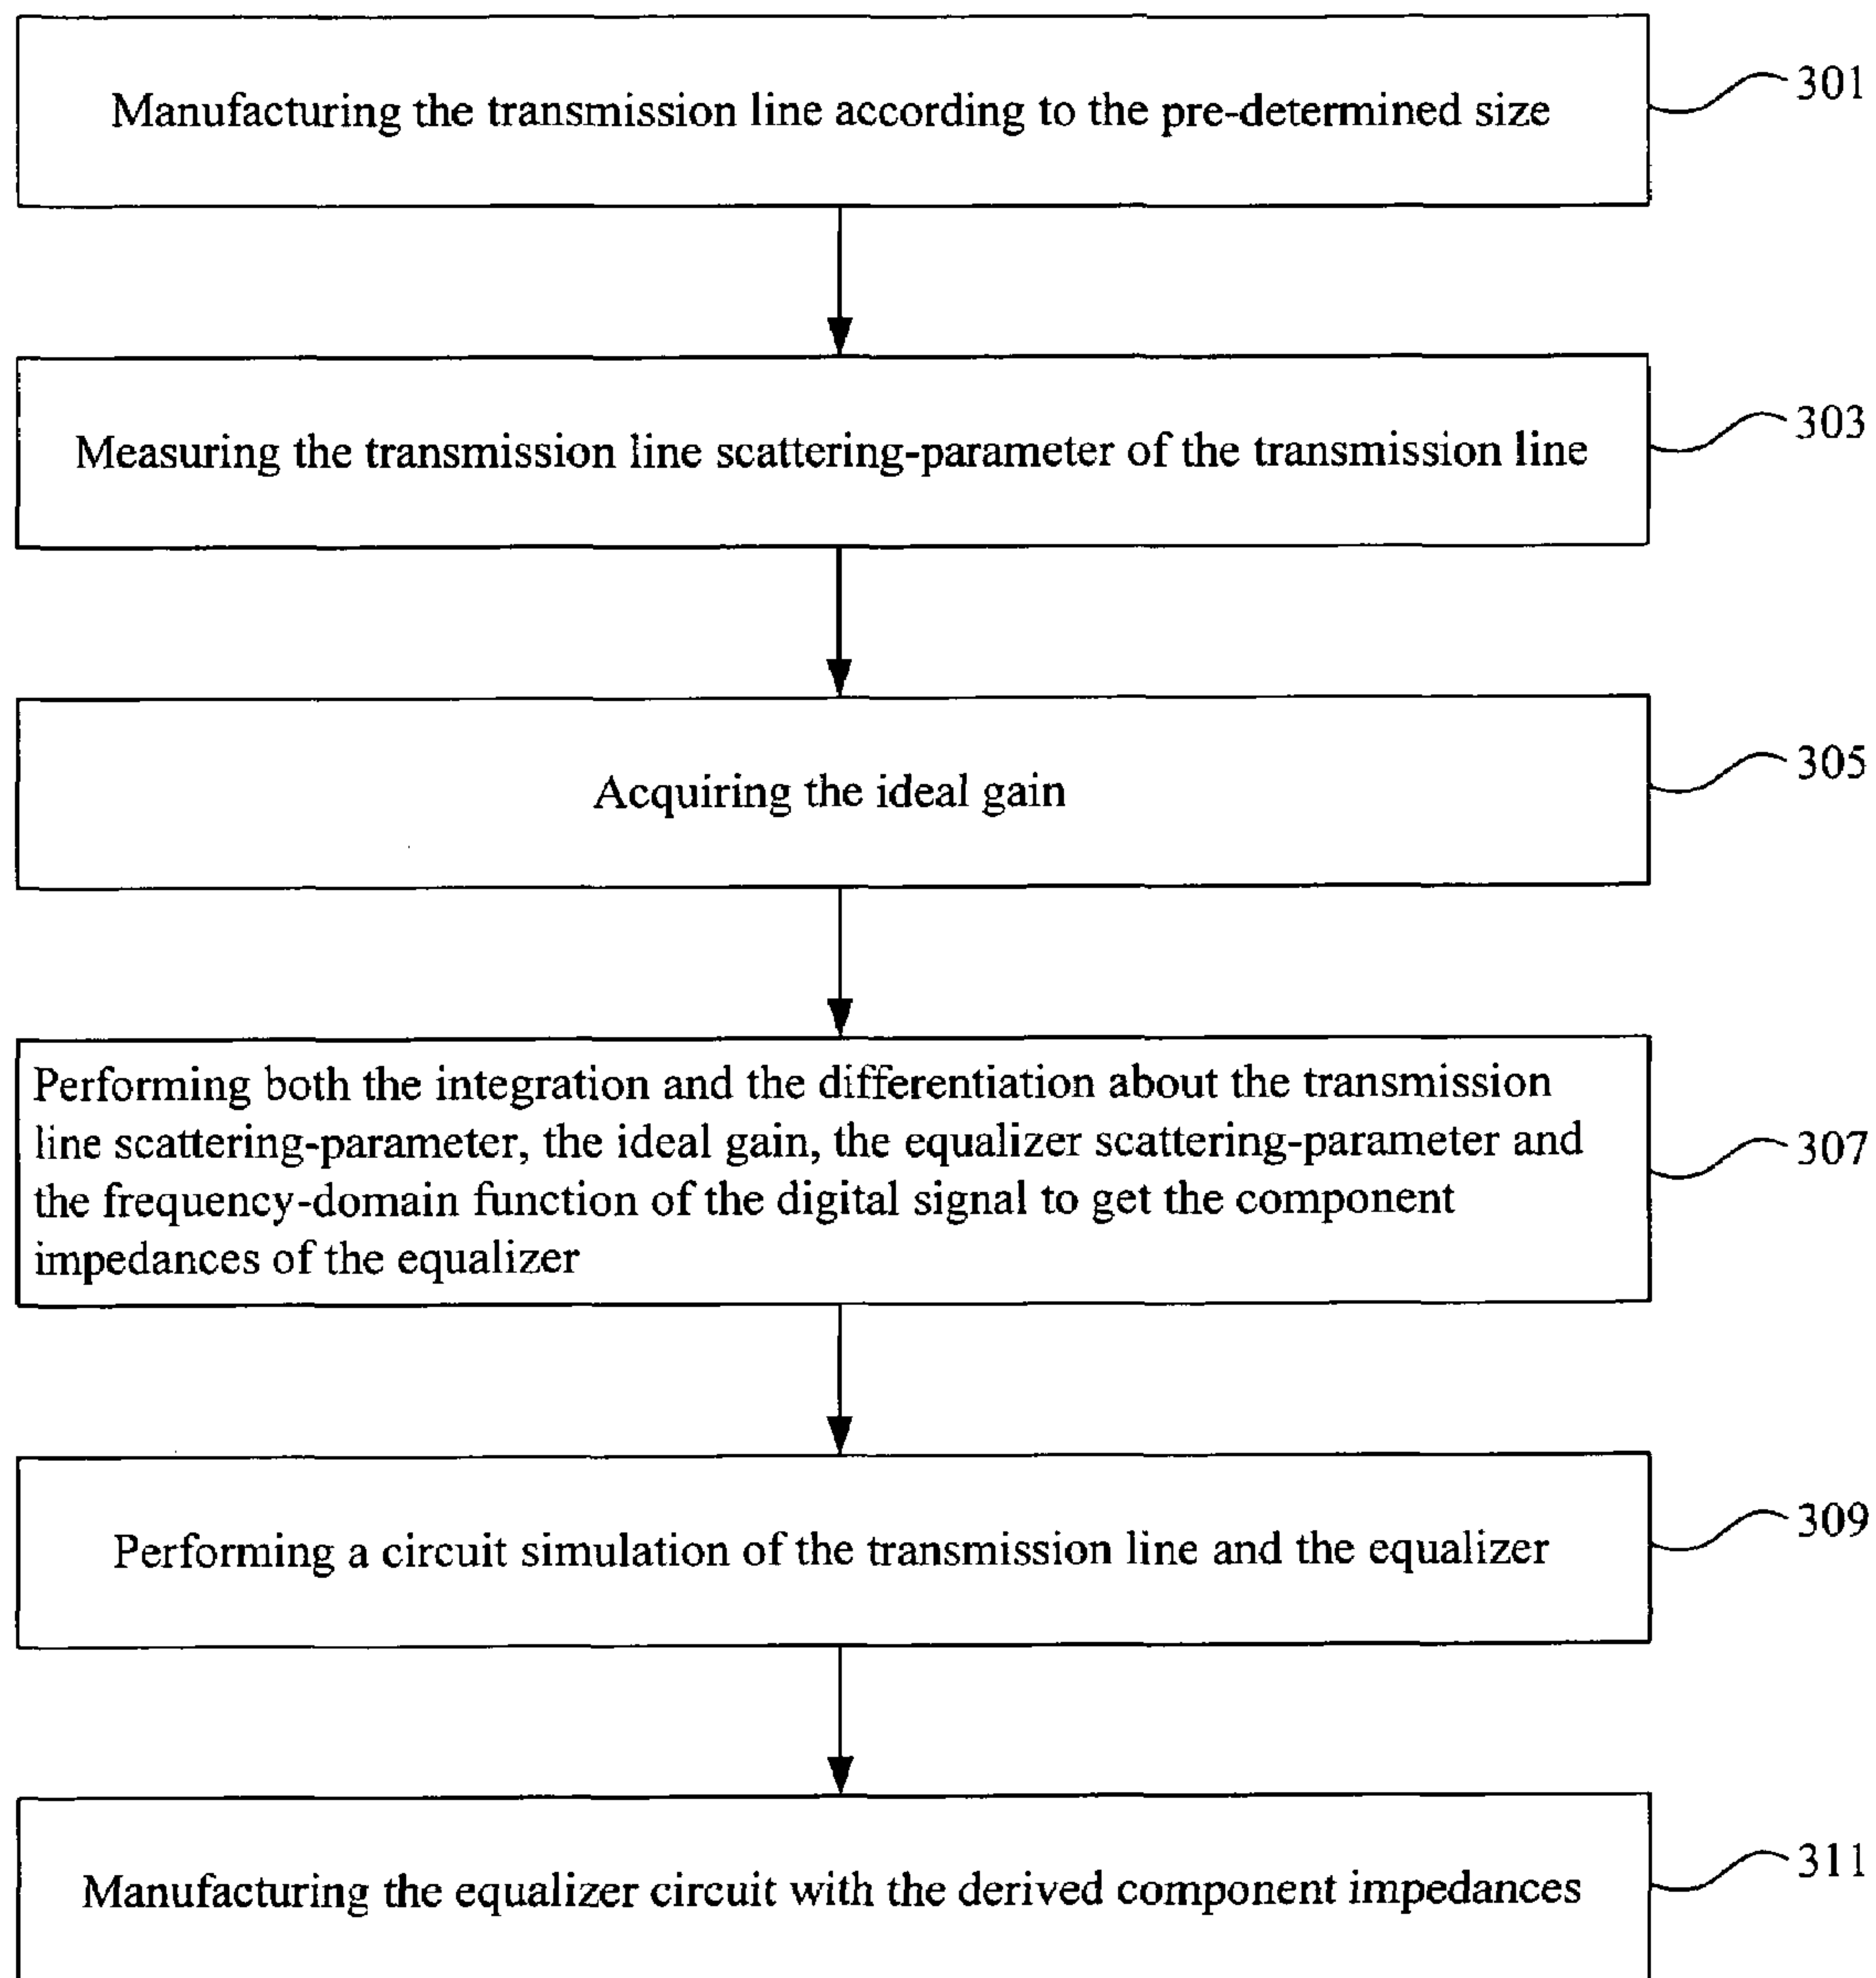 Manufacturing the transmission line according to the pre-determined size
301
Measuring the transmission line scattering-parameter of the transmission line
303
Acquiring the ideal gain
305
Performing both the integration and the differentiation about the transmission
line scattering-parameter, the ideal gain, the equalizer scattering-parameter and
the frequency-domain function of the digital signal to get the component
impedances of the equalizer
307
Performing a circuit simulation of the transmission line and the equalizer
309
Manufacturing the equalizer circuit with the derived component impedances
311